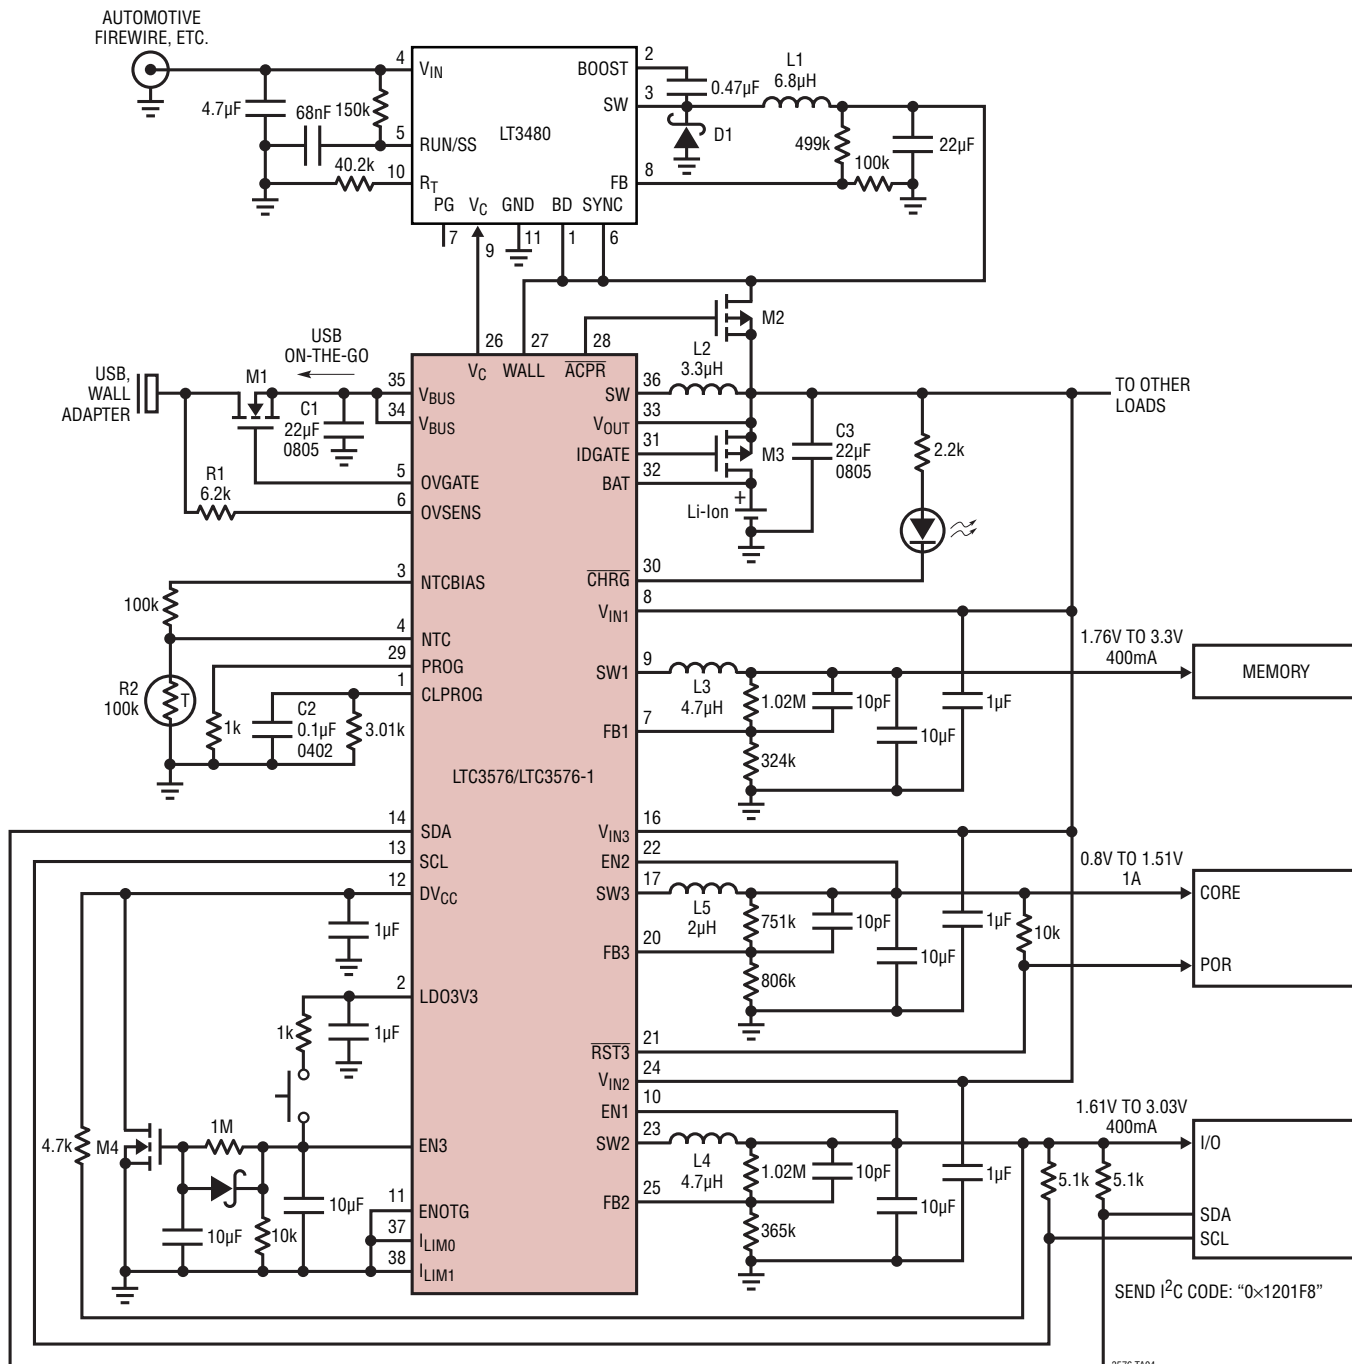 AUTOMOTIVE
FIREWIRE, ETC.
4
VIN
BOOST
2
0.47µF
L1
6.8µH
4.7µF
68nF
150k
LT3480
SW
3
D1
499k
22µF
5
RUN/SS
40.2k
10
RT
FB
8
100k
PG
VC
GND
BD
SYNC
7
9
11
1
6
M2
USB
ON-THE-GO
26
27
28
L2
3.3µH
USB,
WALL
ADAPTER
M1
35
VBUS
VC
WALL
ACPR
SW
36
TO OTHER
LOADS
C1
22µF
0805
34
VBUS
VOUT
33
IDGATE
31
M3
C3
22µF
0805
2.2k
R1
6.2k
5
OVGATE
BAT
32
6
OVSENS
+
Li-Ion
3
NTCBIAS
CHRG
30
100k
VIN1
8
4
NTC
1.76V TO 3.3V
400mA
29
PROG
SW1
9
MEMORY
R2
100k
T
1
CLPROG
L3
4.7µH
1.02M
10pF
1µF
1k
C2
0.1µF
0402
3.01k
FB1
7
10µF
324k
LTC3576/LTC3576-1
14
SDA
VIN3
16
13
SCL
EN2
22
0.8V TO 1.51V
1A
12
DVCC
SW3
17
CORE
1µF
L5
2µH
751k
10pF
1µF
10k
FB3
20
10µF
POR
2
LDO3V3
806k
1k
1µF
RST3
21
VIN2
24
EN1
10
1.61V TO 3.03V
400mA
4.7k
M4
1M
EN3
SW2
23
I/O
L4
4.7µH
1.02M
10pF
1µF
5.1k
5.1k
11
ENOTG
FB2
25
10µF
SDA
10µF
10k
10µF
37
ILIM0
365k
SCL
38
ILIM1
SEND I2C CODE: “0×1201F8”